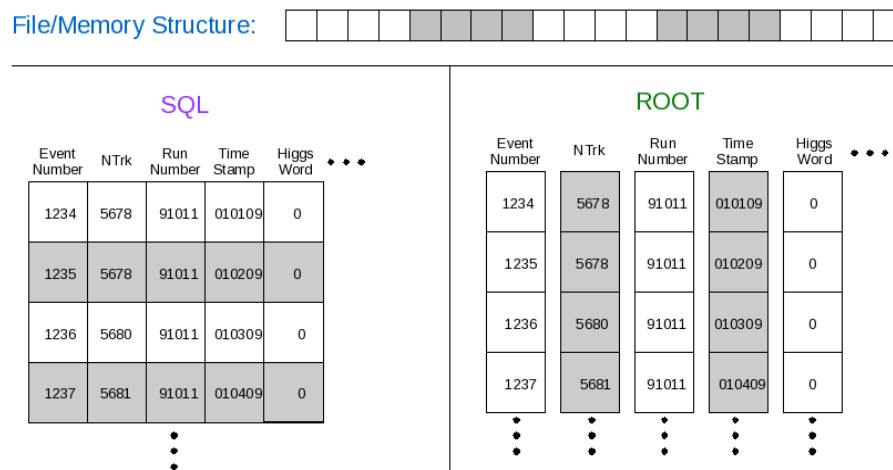 File/Memory Structure:
SQL
Event Number NTrk Run Number Time Stamp Higgs Word
1234 5678 91011 010109 0
1235 5678 91011 010209 0
1236 5680 91011 010309 0
1237 5681 91011 010409 0
ROOT
Event Number NTrk Run Number Time Stamp Higgs Word
1234 5678 91011 010109 0
1235 5678 91011 010209 0
1236 5680 91011 010309 0
1237 5681 91011 010409 0